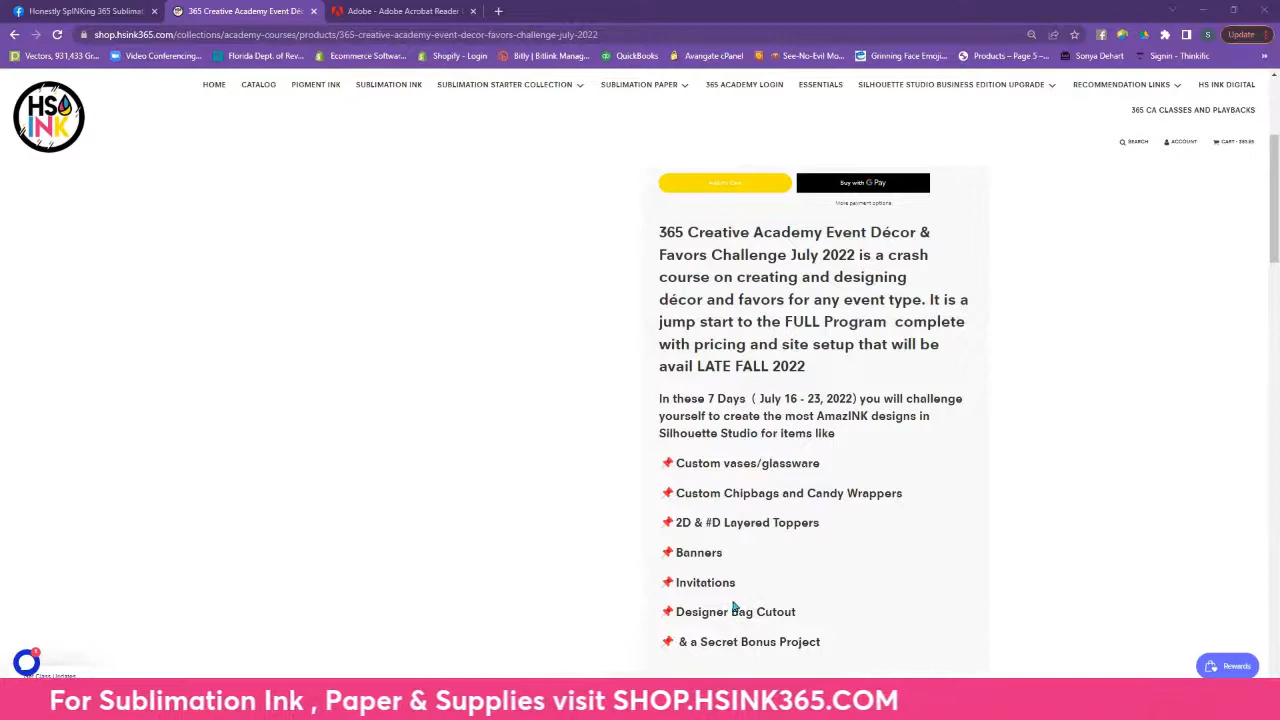 Honestly SpINKing 365 Sublimat
365 Creative Academy Event Déc
Adobe - Adobe Acrobat Reader
shop.hsink365.com/collections/academy-courses/products/365-creative-academy-event-decor-favors-challenge-july-2022
S
Update
Vectors, 931,433 Gr...
Video Conferencing...
Florida Dept. of Rev...
Ecommerce Softwar...
Shopify - Login
Bitly | Bitlink Manag...
QuickBooks
Avangate cPanel
See-No-Evil Mo...
Grinning Face Emoji...
Products – Page 5 –...
Sonya Dehart
Signin - Thinkific
»
HS INK
HOME CATALOG PIGMENT INK SUBLIMATION INK SUBLIMATION STARTER COLLECTION SUBLIMATION PAPER 365 ACADEMY LOGIN ESSENTIALS SILHOUETTE STUDIO BUSINESS EDITION UPGRADE RECOMMENDATION LINKS HS INK DIGITAL
365 CA CLASSES AND PLAYBACKS
SEARCH ACCOUNT
Add to Cart
Buy with G Pay
More payment options
365 Creative Academy Event Décor &
Favors Challenge July 2022 is a crash
course on creating and designing
décor and favors for any event type. It is a
jump start to the FULL Program complete
with pricing and site setup that will be
avail LATE FALL 2022
In these 7 Days ( July 16 - 23, 2022) you will challenge
yourself to create the most AmazINK designs in
Silhouette Studio for items like
📌 Custom vases/glassware
📌 Custom Chipbags and Candy Wrappers
📌 2D & #D Layered Toppers
📌 Banners
📌 Invitations
📌 Designer Bag Cutout
📌 & a Secret Bonus Project
1
Rewards
For Sublimation Ink , Paper & Supplies visit SHOP.HSINK365.COM